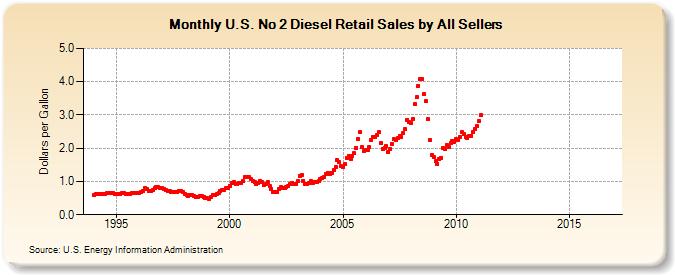 Monthly U.S. No 2 Diesel Retail Sales by All Sellers
Dollars per Gallon
5.0
4.0
3.0
2.0
1.0
0.0
1995 2000 2005 2010 2015
Source: U.S. Energy Information Administration